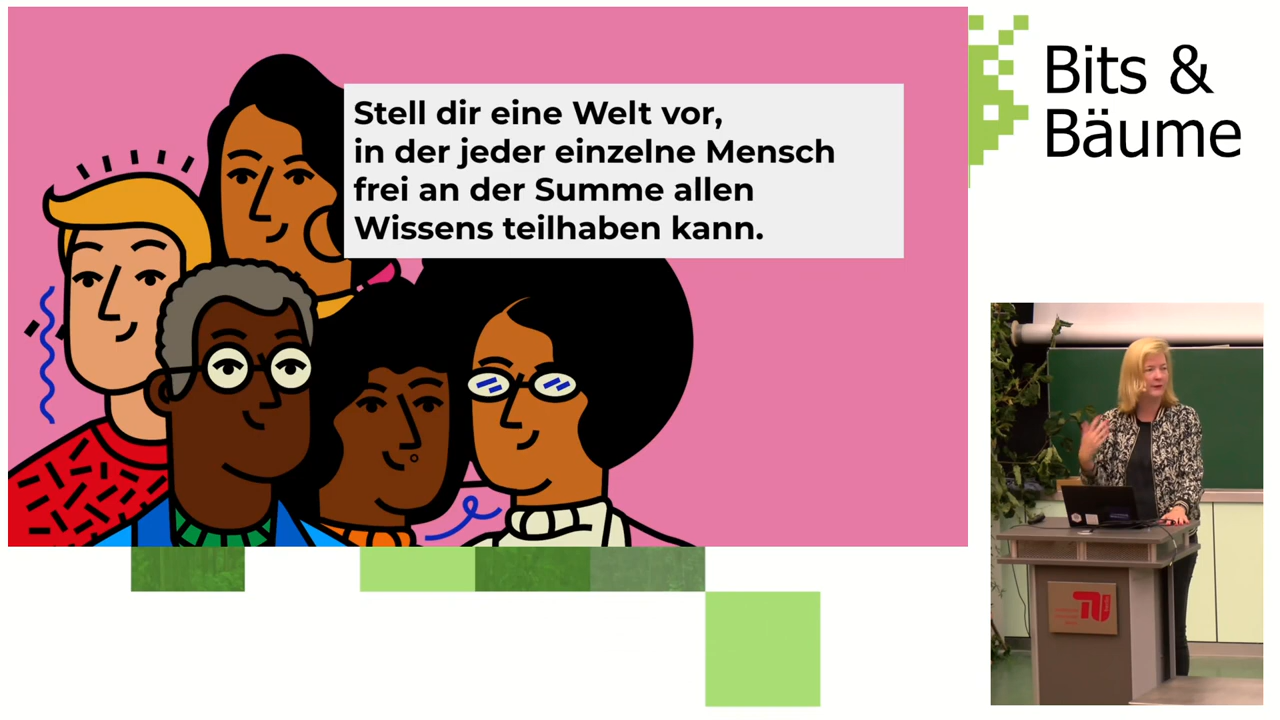 Stell dir eine Welt vor,
in der jeder einzelne Mensch
frei an der Summe allen
Wissens teilhaben kann.
Bits &
Bäume